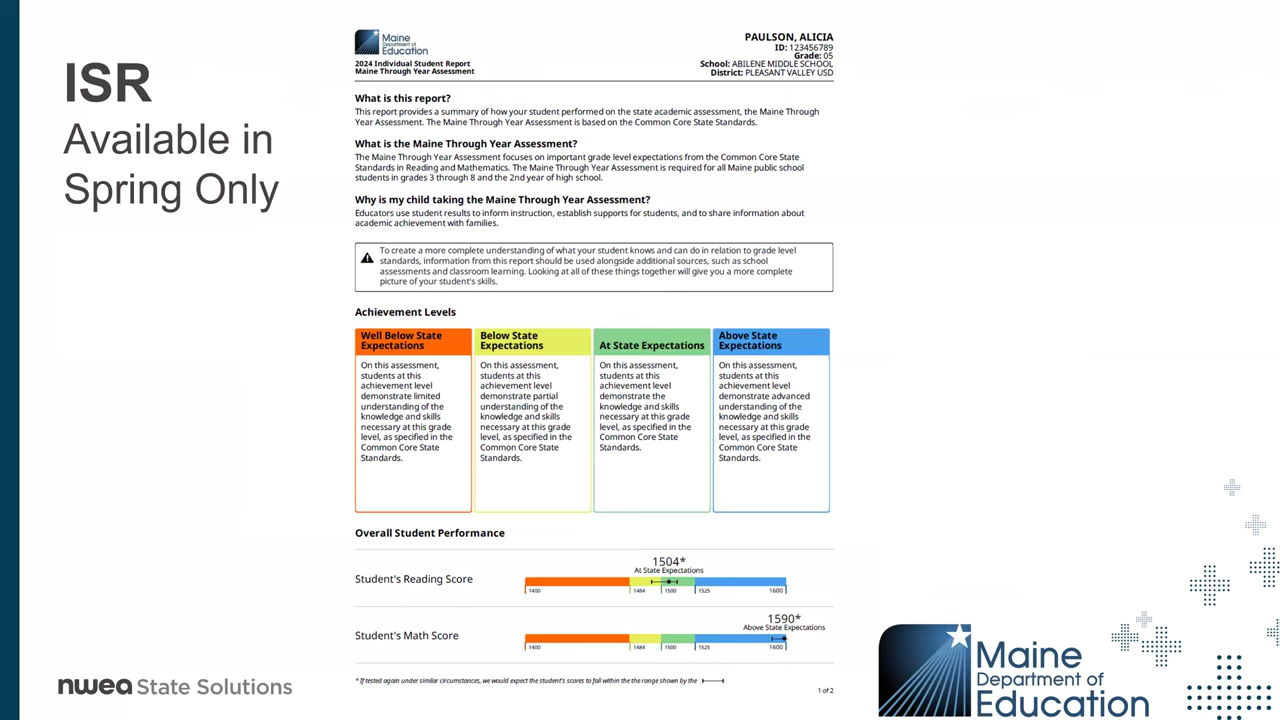 ISR
Available in
Spring Only
Maine
Department of
Education
2024 Individual Student Report
Maine Through Year Assessment
PAULSON, ALICIA
ID: 123456789
Grade: 05
School: ABILENE MIDDLE SCHOOL
District: PLEASANT VALLEY USD
What is this report?
This report provides a summary of how your student performed on the state academic assessment, the Maine Through
Year Assessment. The Maine Through Year Assessment is based on the Common Core State Standards.
What is the Maine Through Year Assessment?
The Maine Through Year Assessment focuses on important grade level expectations from the Common Core State
Standards in Reading and Mathematics. The Maine Through Year Assessment is required for all Maine public school
students in grades 3 through 8 and the 2nd year of high school.
Why is my child taking the Maine Through Year Assessment?
Educators use student results to inform instruction, establish supports for students, and to share information about
academic achievement with families.
To create a more complete understanding of what your student knows and can do in relation to grade level
standards, information from this report should be used alongside additional sources, such as school
assessments and classroom learning. Looking at all of these things together will give you a more complete
picture of your student's skills.
Achievement Levels
Well Below State
Expectations
On this assessment,
students at this
achievement level
demonstrate limited
understanding of the
knowledge and skills
necessary at this grade
level, as specified in the
Common Core State
Standards.
Below State
Expectations
On this assessment,
students at this
achievement level
demonstrate partial
understanding of the
knowledge and skills
necessary at this grade
level, as specified in the
Common Core State
Standards.
At State Expectations
On this assessment,
students at this
achievement level
demonstrate the
knowledge and skills
necessary at this grade
level, as specified in the
Common Core State
Standards.
Above State
Expectations
On this assessment,
students at this
achievement level
demonstrate advanced
understanding of the
knowledge and skills
necessary at this grade
level, as specified in the
Common Core State
Standards.
Overall Student Performance
Student's Reading Score
1504*
At State Expectations
1400 1484 1500 1525 1600
Student's Math Score
1590*
Above State Expectations
1400 1484 1500 1525 1600
* If tested again under similar circumstances, we would expect the student's scores to fall within the the range shown by the
1 of 2
nwea State Solutions
Maine
Department of
Education